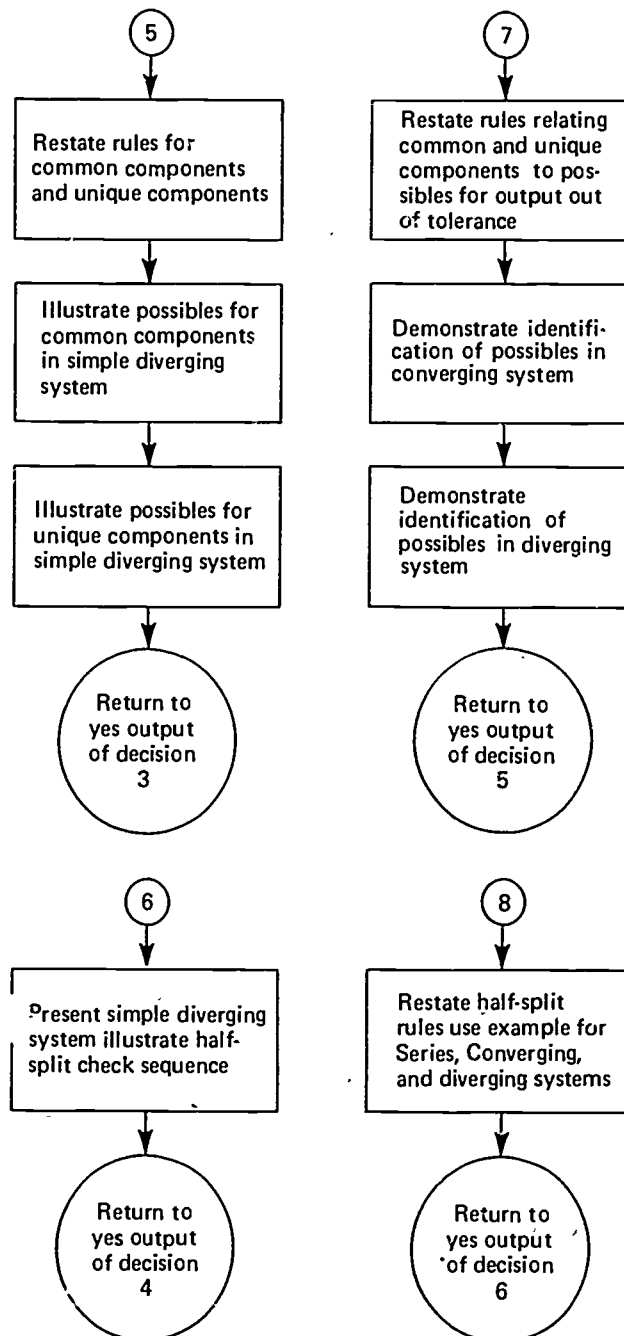 5
Restate rules for
common components
and unique components
Illustrate possibles for
common components
in simple diverging
system
Illustrate possibles for
unique components in
simple diverging system
Return to
yes output
of decision
3
7
Restate rules relating
common and unique
components to pos-
sibles for output out
of tolerance
Demonstrate identifi-
cation of possibles in
converging system
Demonstrate
identification of
possibles in diverging
system
Return to
yes output
of decision
5
6
Present simple diverging
system illustrate half-
split check sequence
Return to
yes output
of decision
4
8
Restate half-split
rules use example for
Series, Converging,
and diverging systems
Return to
yes output
of decision
6